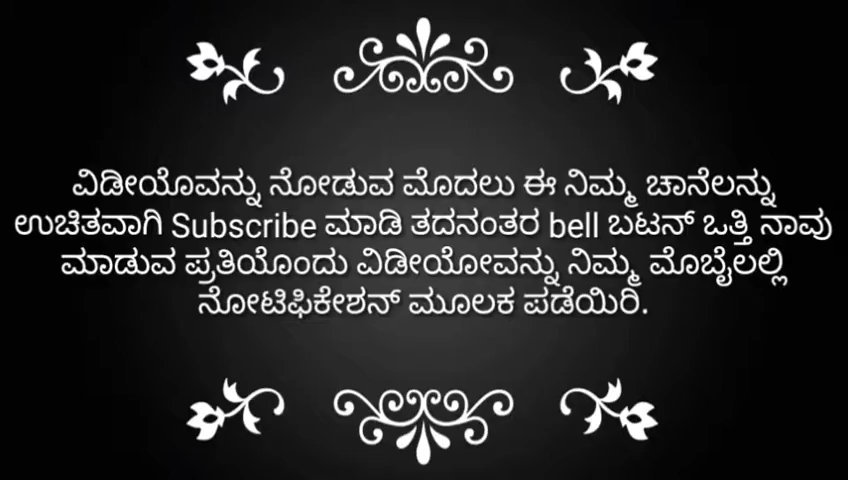 ವಿಡೀಯೊವನ್ನು ನೋಡುವ ಮೊದಲು ಈ ನಿಮ್ಮ ಚಾನೆಲನ್ನು
ಉಚಿತವಾಗಿ Subscribe ಮಾಡಿ ತದನಂತರ bell ಬಟನ್ ಒತ್ತಿ ನಾವು
ಮಾಡುವ ಪ್ರತಿಯೊಂದು ವಿಡೀಯೋವನ್ನು ನಿಮ್ಮ ಮೊಬೈಲಲ್ಲಿ
ನೋಟಿಫಿಕೇಶನ್ ಮೂಲಕ ಪಡೆಯಿರಿ.